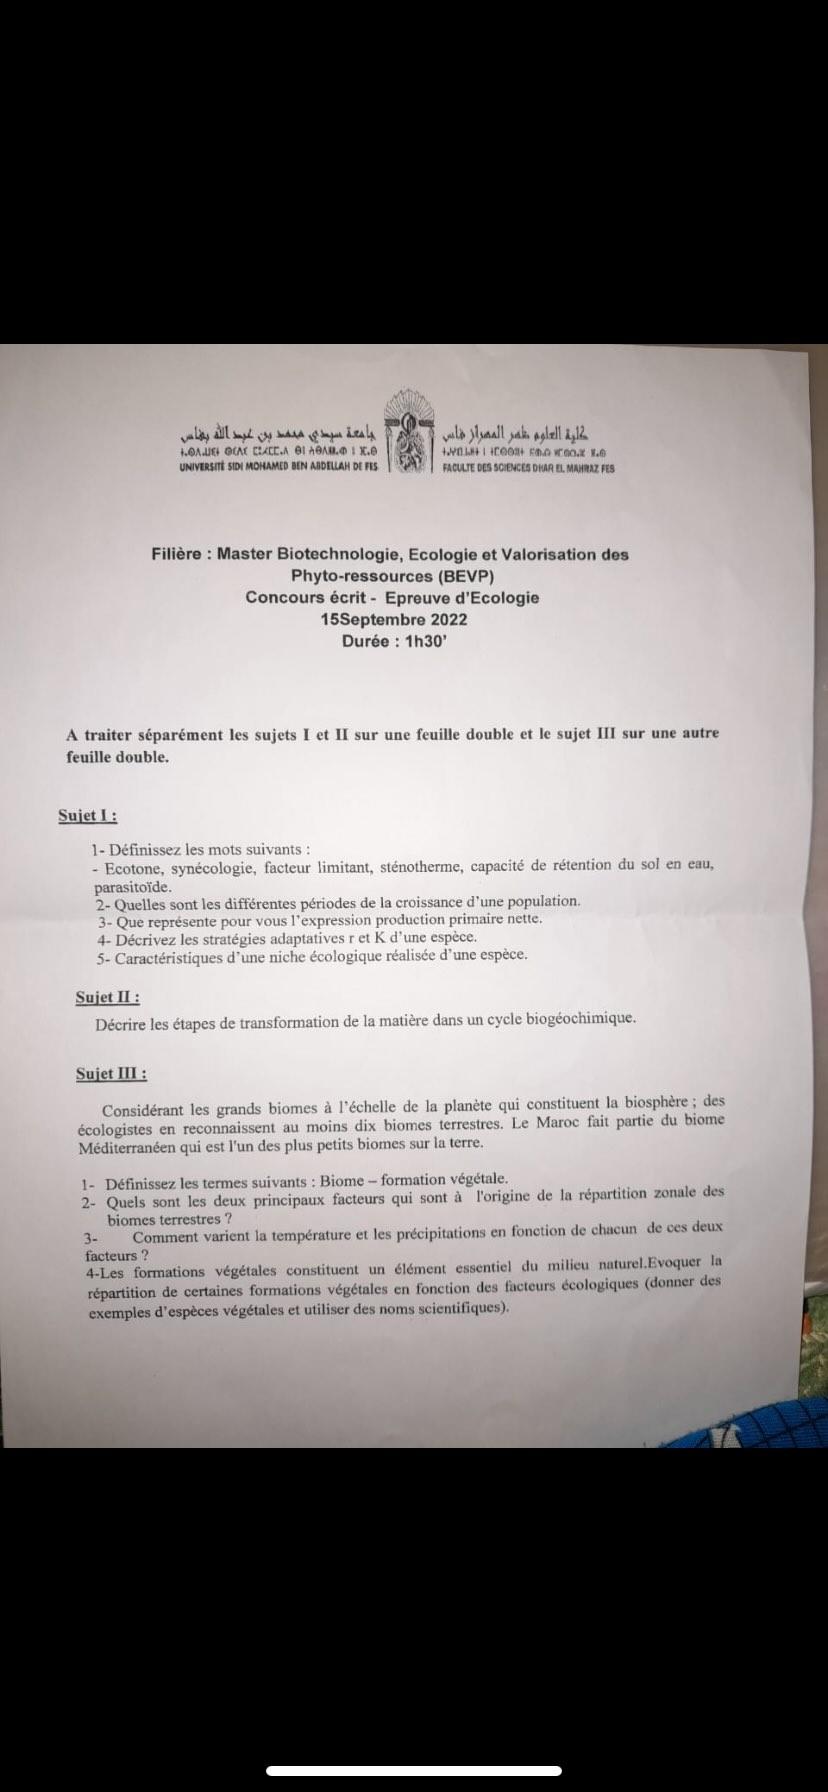 جامعة سيدي محمد بن عبد الله بفاس
UNIVERSITÉ SIDI MOHAMED BEN ABDELLAH DE FES
كلية العلوم ظهر المهراز فاس
FACULTE DES SCIENCES DHAR EL MAHRAZ FES
Filière : Master Biotechnologie, Ecologie et Valorisation des
Phyto-ressources (BEVP)
Concours écrit - Epreuve d'Ecologie
15Septembre 2022
Durée : 1h30'
A traiter séparément les sujets I et II sur une feuille double et le sujet III sur une autre
feuille double.
Sujet I :
1- Définissez les mots suivants :
- Ecotone, synécologie, facteur limitant, sténotherme, capacité de rétention du sol en eau,
parasitoïde.
2- Quelles sont les différentes périodes de la croissance d'une population.
3- Que représente pour vous l'expression production primaire nette.
4- Décrivez les stratégies adaptatives r et K d'une espèce.
5- Caractéristiques d'une niche écologique réalisée d'une espèce.
Sujet II :
Décrire les étapes de transformation de la matière dans un cycle biogéochimique.
Sujet III :
Considérant les grands biomes à l'échelle de la planète qui constituent la biosphère ; des
écologistes en reconnaissent au moins dix biomes terrestres. Le Maroc fait partie du biome
Méditerranéen qui est l'un des plus petits biomes sur la terre.
1- Définissez les termes suivants : Biome – formation végétale.
2- Quels sont les deux principaux facteurs qui sont à l'origine de la répartition zonale des
biomes terrestres ?
3- Comment varient la température et les précipitations en fonction de chacun de ces deux
facteurs ?
4-Les formations végétales constituent un élément essentiel du milieu naturel.Evoquer la
répartition de certaines formations végétales en fonction des facteurs écologiques (donner des
exemples d'espèces végétales et utiliser des noms scientifiques).